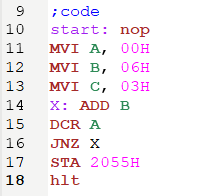 9 ;code
10 start: nop
11 MVI A, 00H
12 MVI B, 06H
13 MVI C, 03H
14 X: ADD B
15 DCR A
16 JNZ X
17 STA 2055H
18 hlt